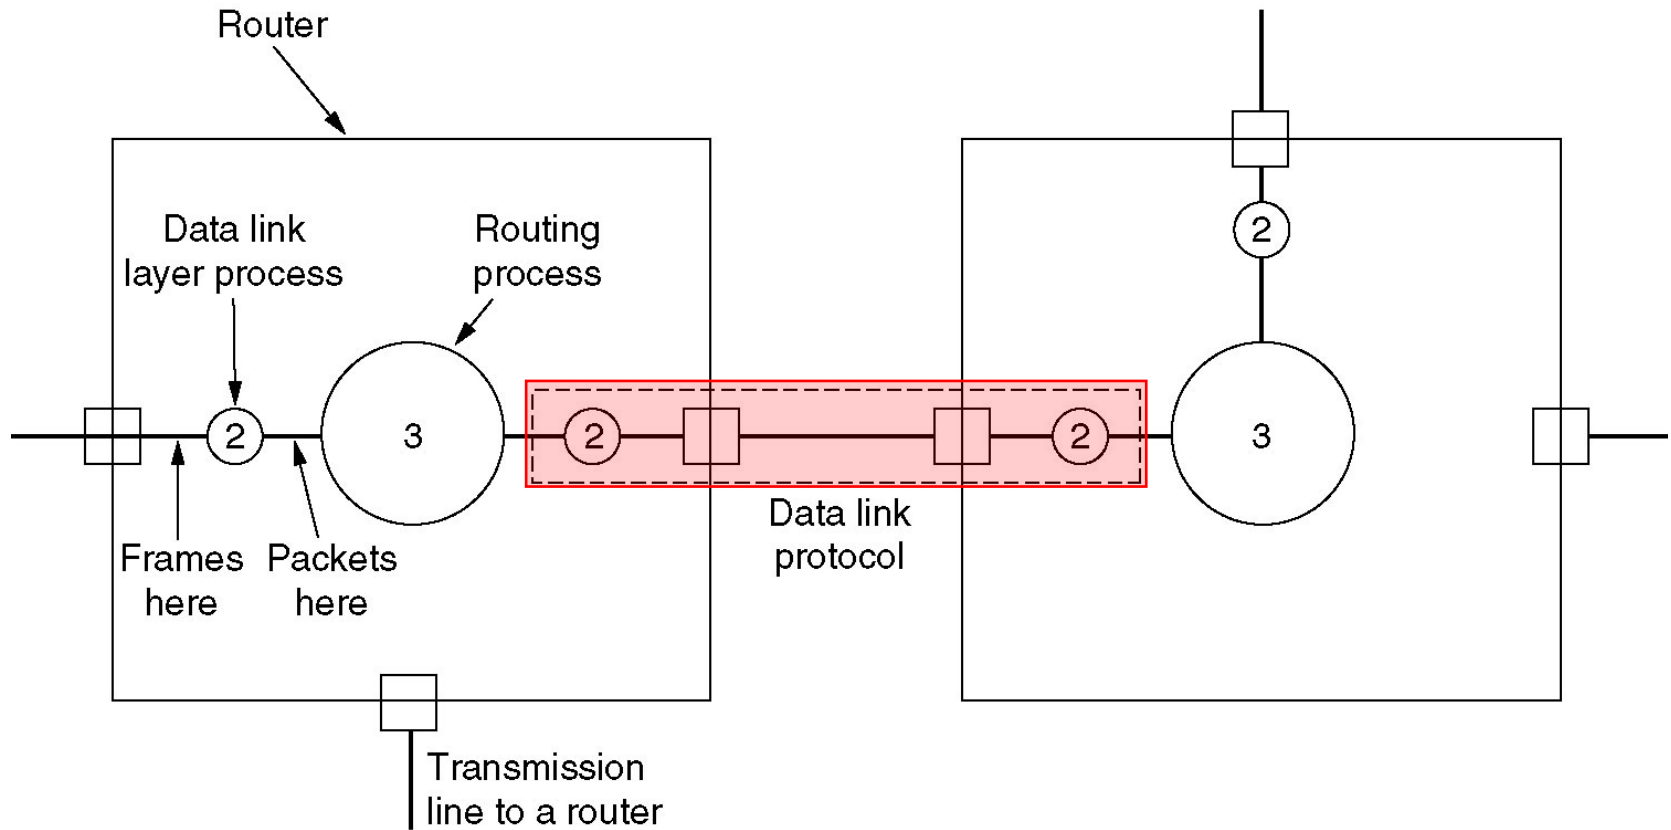 Router
Data link
layer process
Routing
process
2
2
3
2
2
3
Data link
protocol
Frames
here
Packets
here
Transmission
line to a router